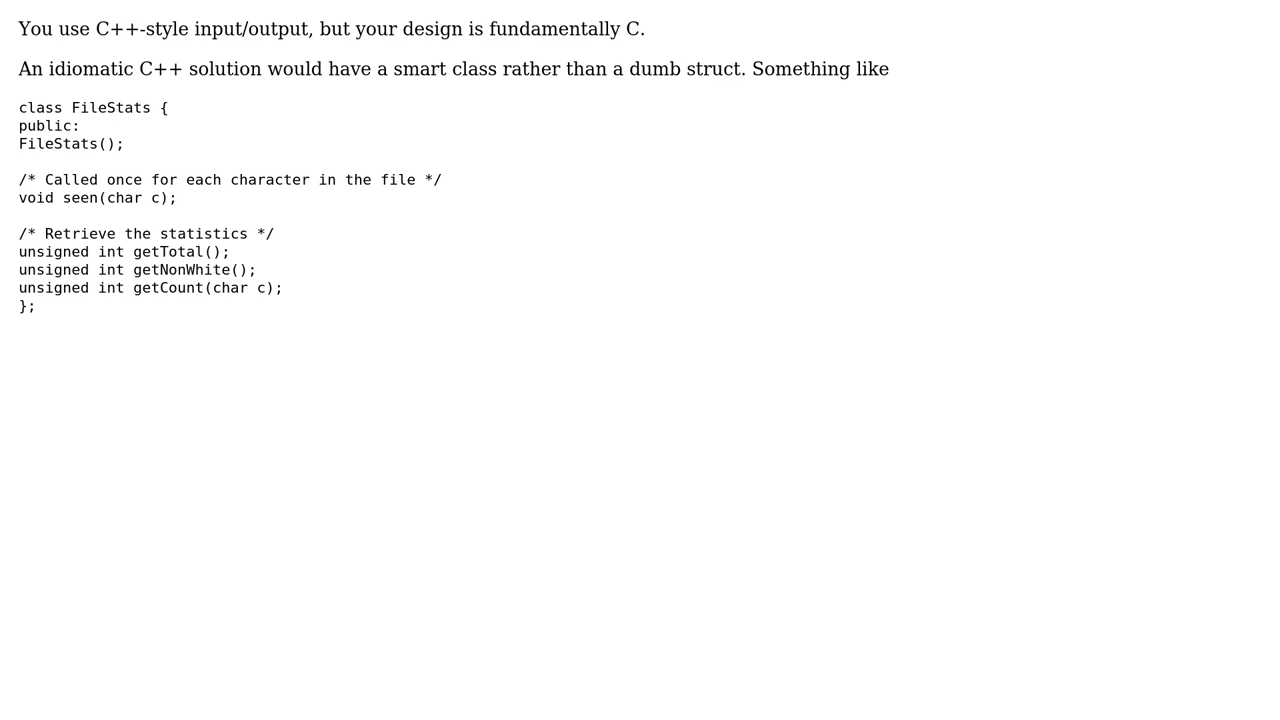 You use C++-style input/output, but your design is fundamentally C.
An idiomatic C++ solution would have a smart class rather than a dumb struct. Something like
class FileStats {
public:
FileStats();
/* Called once for each character in the file */
void seen(char c);
/* Retrieve the statistics */
unsigned int getTotal();
unsigned int getNonWhite();
unsigned int getCount(char c);
};